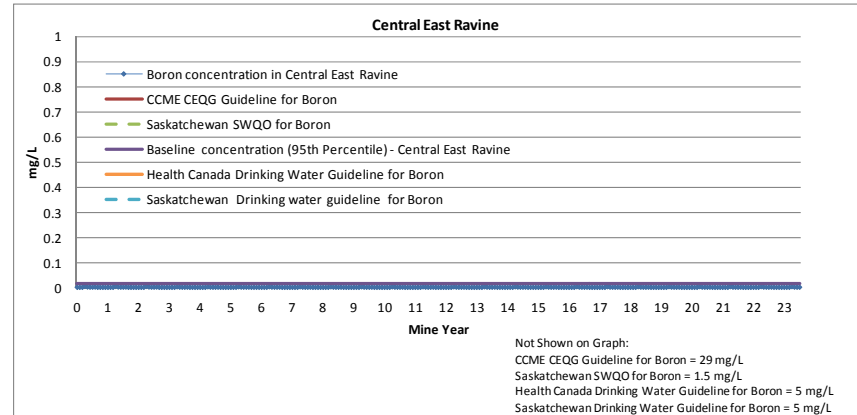 Central East Ravine
1
0.9
0.8
0.7
0.6
0.5
0.4
0.3
0.2
0.1
0
mg/L
Boron concentration in Central East Ravine
CCME CEQG Guideline for Boron
Saskatchewan SWQO for Boron
Baseline concentration (95th Percentile) - Central East Ravine
Health Canada Drinking Water Guideline for Boron
Saskatchewan Drinking water guideline for Boron
0 1 2 3 4 5 6 7 8 9 10 11 12 13 14 15 16 17 18 19 20 21 22 23
Mine Year
Not Shown on Graph:
CCME CEQG Guideline for Boron = 29 mg/L
Saskatchewan SWQO for Boron = 1.5 mg/L
Health Canada Drinking Water Guideline for Boron = 5 mg/L
Saskatchewan Drinking Water Guideline for Boron = 5 mg/L